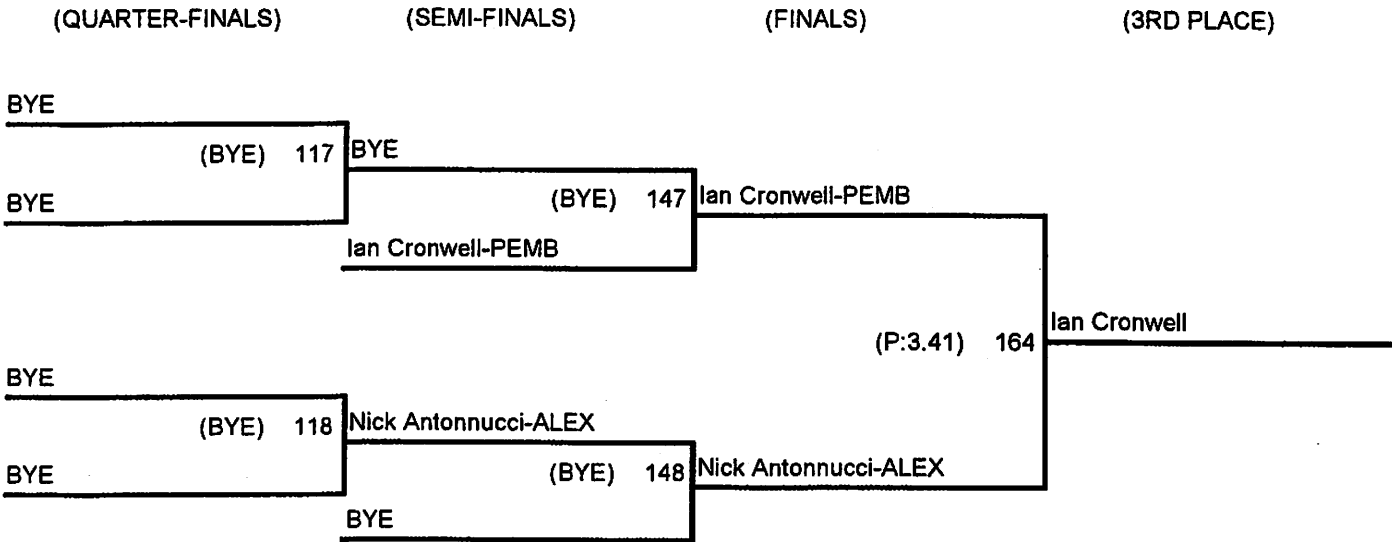 (QUARTER-FINALS) (SEMI-FINALS) (FINALS) (3RD PLACE)
BYE
(BYE) 117 BYE
BYE
(BYE) 147 Ian Cronwell-PEMB
Ian Cronwell-PEMB
(P:3.41) 164 Ian Cronwell
BYE
(BYE) 118 Nick Antonnucci-ALEX
BYE
(BYE) 148 Nick Antonnucci-ALEX
BYE